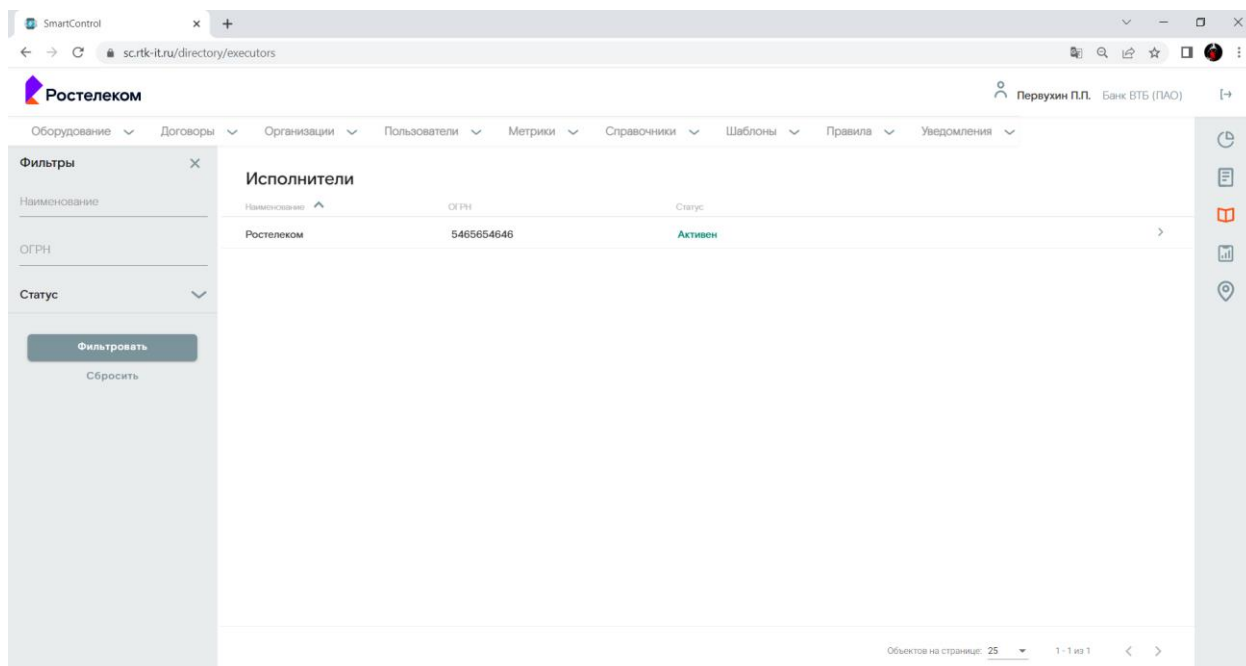 SmartControl
sc.rtk-it.ru/directory/executors
Ростелеком
Первухин П.П. Банк ВТБ (ПАО)
Оборудование Договоры Организации Пользователи Метрики Справочники Шаблоны Правила Уведомления
Фильтры
Наименование
ОГРН
Статус
Фильтровать
Сбросить
Исполнители
Наименование ОГРН Статус
Ростелеком 5465654646 Активен
Объектов на странице: 25 1 - 1 из 1